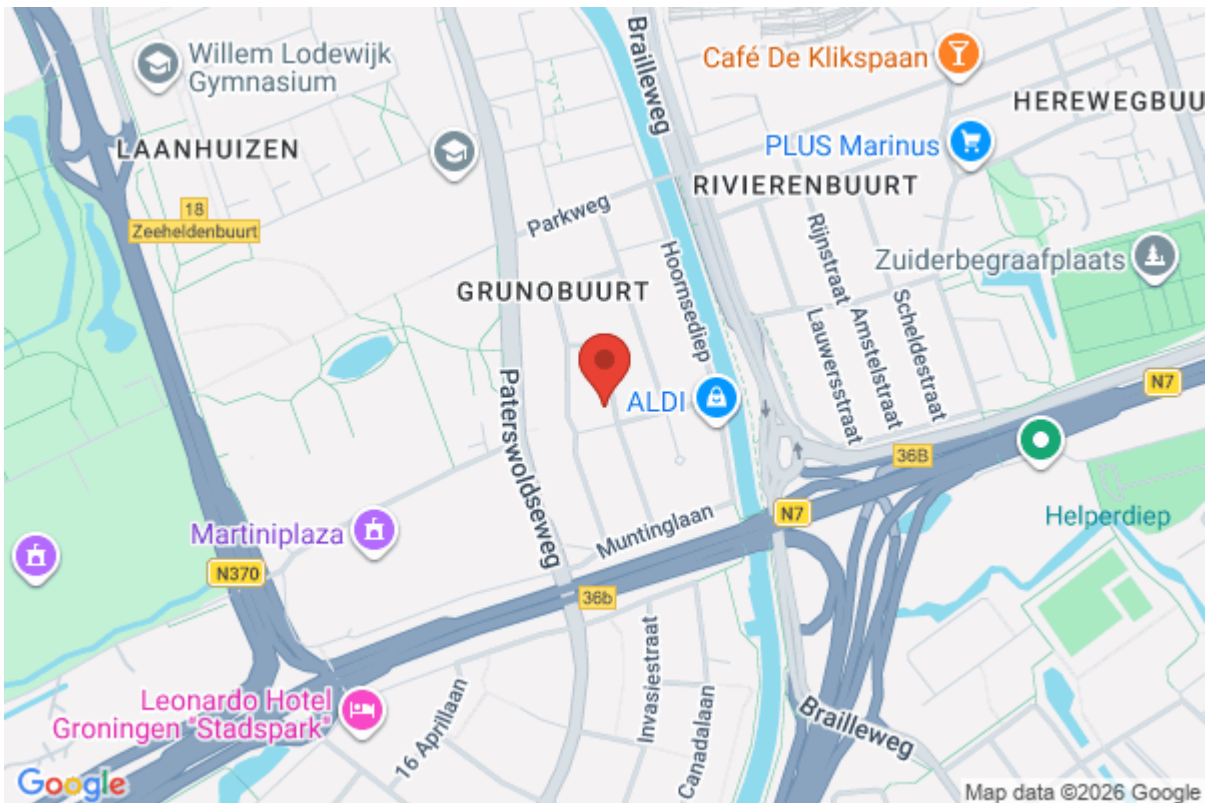 Willem Lodewijk
Gymnasium
Brailleweg
Café De Klikspaan
HEREWEGBUU
LAANHUIZEN
PLUS Marinus
RIVIERENBUURT
18
Zeeheldenbuurt
Parkweg
Rijnstraat
Zuiderbegraafplaats
GRUNOBUURT
Hoornsediep
Lauwersstraat
Amstelstraat
Scheldestraat
N7
Paterswoldseweg
ALDI
36B
Martiniplaza
Muntinglaan
N7
Helperdiep
N370
36b
Invasiestraat
Leonardo Hotel
Groningen "Stadspark"
16 Aprillaan
Canadalaan
Brailleweg
Google
Map data ©2026 Google